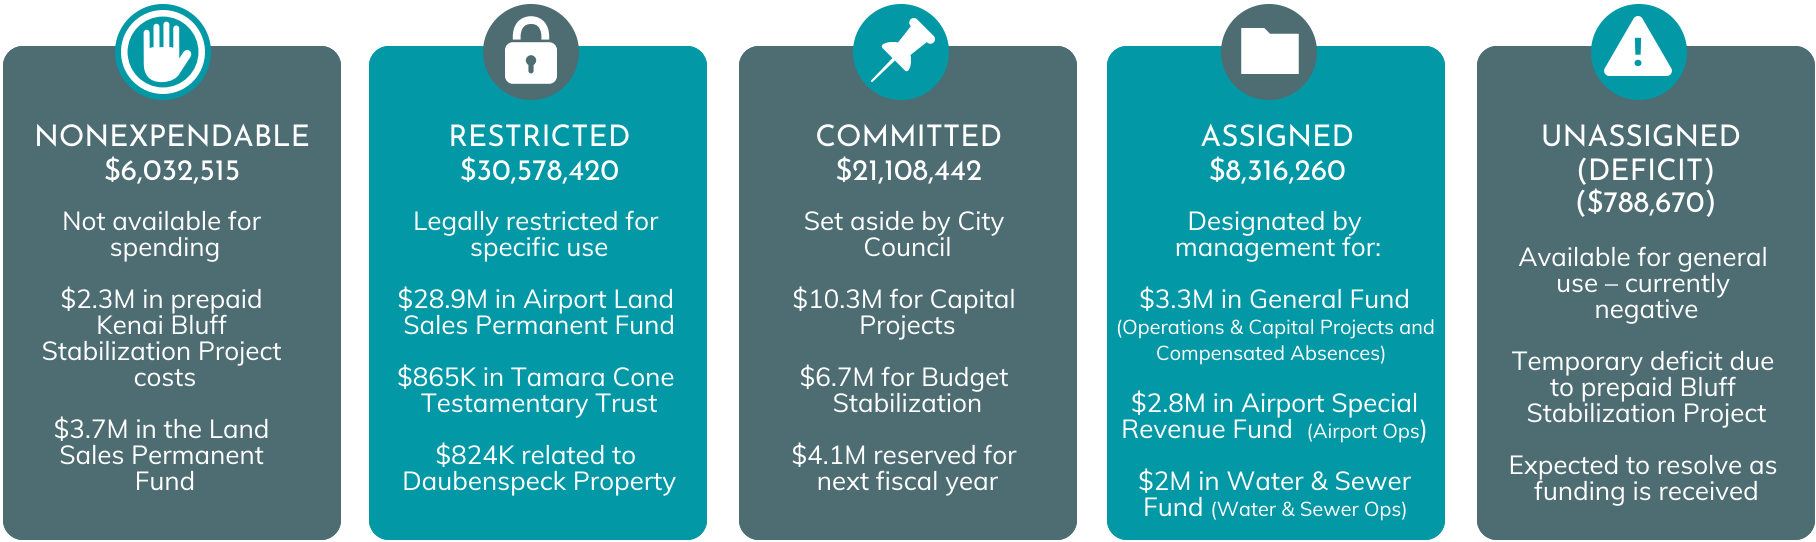 NONEXPENDABLE
$6,032,515
Not available for
spending
$2.3M in prepaid
Kenai Bluff
Stabilization Project
costs
$3.7M in the Land
Sales Permanent
Fund
RESTRICTED
$30,578,420
Legally restricted for
specific use
$28.9M in Airport Land
Sales Permanent Fund
$865K in Tamara Cone
Testamentary Trust
$824K related to
Daubenspeck Property
COMMITTED
$21,108,442
Set aside by City
Council
$10.3M for Capital
Projects
$6.7M for Budget
Stabilization
$4.1M reserved for
next fiscal year
ASSIGNED
$8,316,260
Designated by
management for:
$3.3M in General Fund
(Operations & Capital Projects and
Compensated Absences)
$2.8M in Airport Special
Revenue Fund (Airport Ops)
$2M in Water & Sewer
Fund (Water & Sewer Ops)
UNASSIGNED
(DEFICIT)
($788,670)
Available for general
use – currently
negative
Temporary deficit due
to prepaid Bluff
Stabilization Project
Expected to resolve as
funding is received